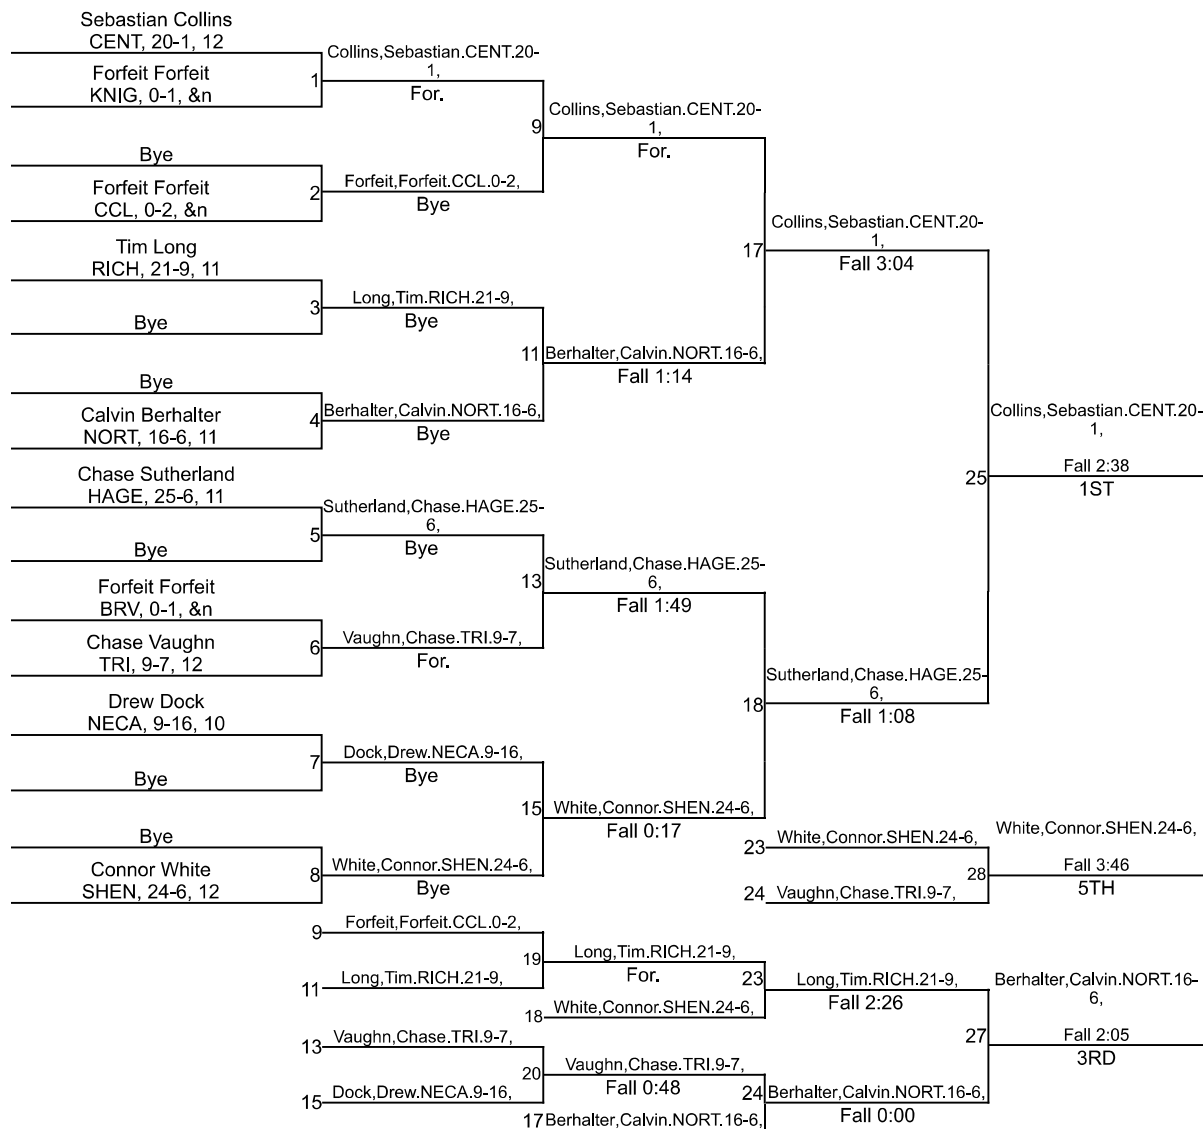 Sebastian Collins
CENT, 20-1, 12
Forfeit Forfeit
KNIG, 0-1, &n
1
Collins,Sebastian.CENT.20-
1,
For.
Bye
Forfeit Forfeit
CCL, 0-2, &n
2
Forfeit,Forfeit.CCL.0-2,
Bye
9
Collins,Sebastian.CENT.20-
1,
For.
Tim Long
RICH, 21-9, 11
Bye
3
Long,Tim.RICH.21-9,
Bye
Bye
Calvin Berhalter
NORT, 16-6, 11
4
Berhalter,Calvin.NORT.16-6,
Bye
11
Berhalter,Calvin.NORT.16-6,
Fall 1:14
17
Collins,Sebastian.CENT.20-
1,
Fall 3:04
Chase Sutherland
HAGE, 25-6, 11
Bye
5
Sutherland,Chase.HAGE.25-
6,
Bye
Forfeit Forfeit
BRV, 0-1, &n
Chase Vaughn
TRI, 9-7, 12
6
Vaughn,Chase.TRI.9-7,
For.
13
Sutherland,Chase.HAGE.25-
6,
Fall 1:49
Drew Dock
NECA, 9-16, 10
Bye
7
Dock,Drew.NECA.9-16,
Bye
Bye
Connor White
SHEN, 24-6, 12
8
White,Connor.SHEN.24-6,
Bye
15
White,Connor.SHEN.24-6,
Fall 0:17
18
Sutherland,Chase.HAGE.25-
6,
Fall 1:08
25
Collins,Sebastian.CENT.20-
1,
Fall 2:38
1ST
23
White,Connor.SHEN.24-6,
24
Vaughn,Chase.TRI.9-7,
28
White,Connor.SHEN.24-6,
Fall 3:46
5TH
9
Forfeit,Forfeit.CCL.0-2,
11
Long,Tim.RICH.21-9,
19
Long,Tim.RICH.21-9,
For.
18
White,Connor.SHEN.24-6,
23
Long,Tim.RICH.21-9,
Fall 2:26
13
Vaughn,Chase.TRI.9-7,
15
Dock,Drew.NECA.9-16,
20
Vaughn,Chase.TRI.9-7,
Fall 0:48
17
Berhalter,Calvin.NORT.16-6,
24
Berhalter,Calvin.NORT.16-6,
Fall 0:00
27
Berhalter,Calvin.NORT.16-
6,
Fall 2:05
3RD